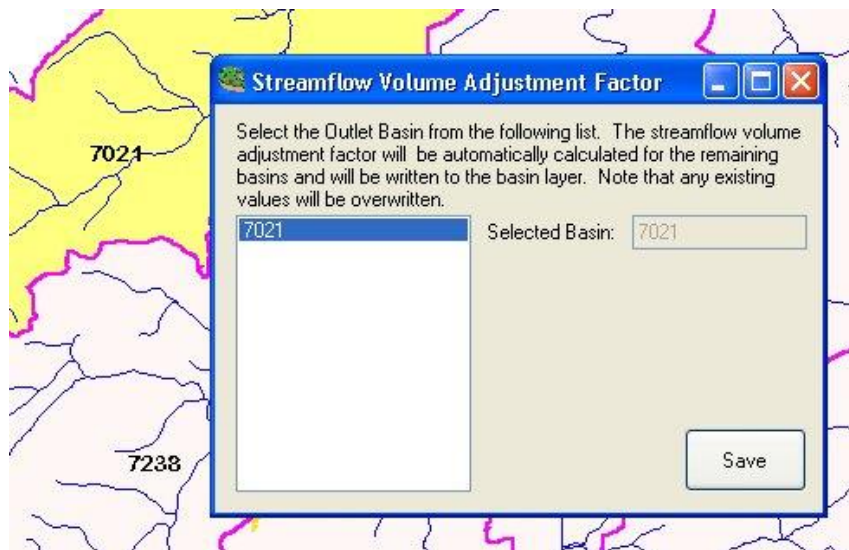 Streamflow Volume Adjustment Factor
Select the Outlet Basin from the following list. The streamflow volume
adjustment factor will be automatically calculated for the remaining
basins and will be written to the basin layer. Note that any existing
values will be overwritten.
7021
7021
Selected Basin: 7021
7238
Save